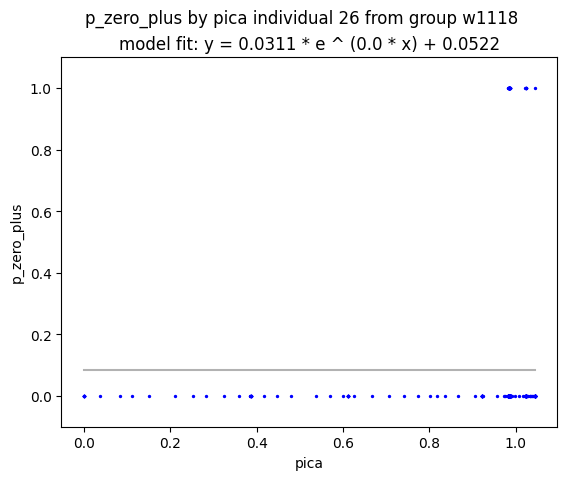 p_zero_plus by pica individual 26 from group w1118
model fit: y = 0.0311 * e ^ (0.0 * x) + 0.0522
1.0
0.8
0.6
0.4
0.2
0.0
p_zero_plus
0.0 0.2 0.4 0.6 0.8 1.0
pica